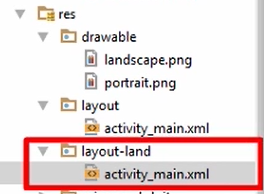 res
drawable
landscape.png
portrait.png
layout
activity_main.xml
layout-land
activity_main.xml